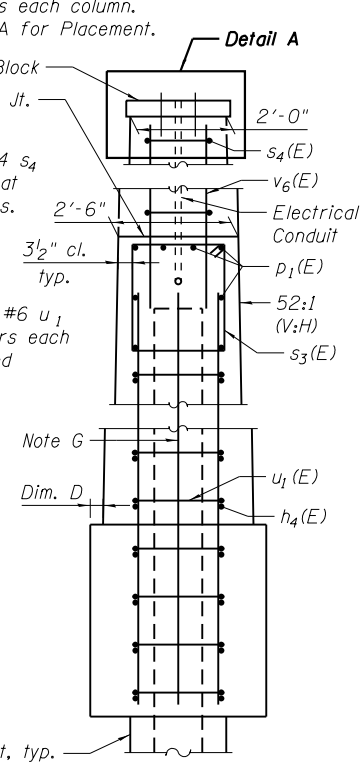 s each column.
A for Placement.
Detail A
Block
Jt.
2'-0"
4 s4
at
s.
s4(E)
v6(E)
2'-6"
Electrical
Conduit
3½" cl.
typ.
p1(E)
#6 u1
rs each
d
52:1
(V:H)
s3(E)
Note G
u1(E)
Dim. D
h4(E)
t, typ.